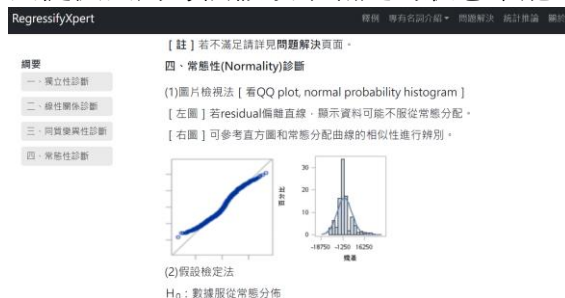 RegressifyXpert
釋例 專有名詞介紹 問題解決 統計推論
[ 註 ] 若不滿足請詳見問題解決頁面。
綱要
一、獨立性診斷
二、線性關係診斷
三、同質變異性診斷
四、常態性診斷
四、常態性(Normality)診斷
(1)圖片檢視法 [ 看QQ plot, normal probability histogram ]
[ 左圖 ] 若residual偏離直線，顯示資料可能不服從常態分配。
[ 右圖 ] 可參考直方圖和常態分配曲線的相似性進行辨別。
30
20
10
0
百分比
-18750 -1250 16250
殘差
(2)假設檢定法
H₀：數據服從常態分佈